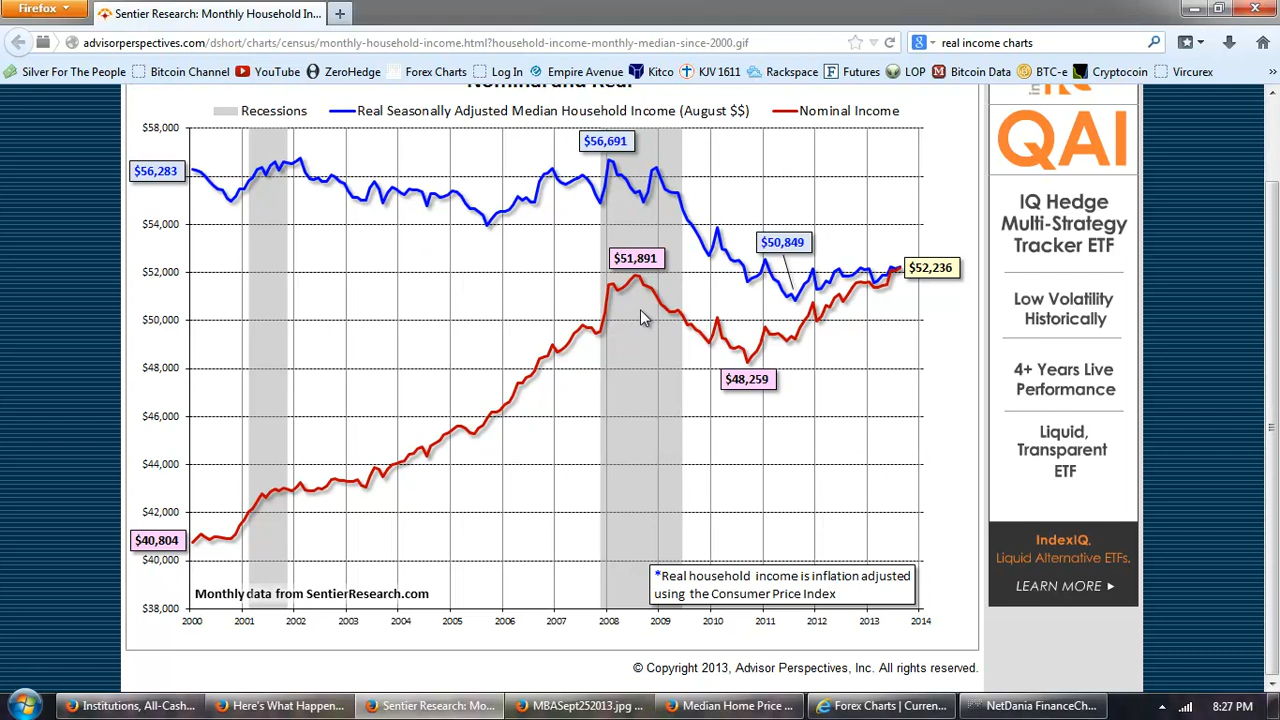 Firefox
Sentier Research: Monthly Household In...
advisorperspectives.com/dshort/charts/census/monthly-household-income.html?household-income-monthly-median-since-2000.gif
real income charts
Silver For The People
Bitcoin Channel
YouTube
ZeroHedge
Forex Charts
Log In
Empire Avenue
Kitco
KJV 1611
Rackspace
Futures
LOP
Bitcoin Data
BTC-e
Cryptocoin
Vircurex
Nominal and Real
Recessions
Real Seasonally Adjusted Median Household Income (August $$)
Nominal Income
$58,000
$56,283
$54,000
$52,000
$50,000
$48,000
$46,000
$44,000
$42,000
$40,804
$40,000
$38,000
$56,691
$51,891
$50,849
$52,236
$48,259
*Real household income is inflation adjusted
using the Consumer Price Index
Monthly data from SentierResearch.com
2000 2001 2002 2003 2004 2005 2006 2007 2008 2009 2010 2011 2012 2013 2014
© Copyright 2013, Advisor Perspectives, Inc. All rights reserved.
QAI
IQ Hedge
Multi-Strategy
Tracker ETF
Low Volatility
Historically
4+ Years Live
Performance
Liquid,
Transparent
ETF
IndexIQ.
Liquid Alternative ETFs.
LEARN MORE
Institutions, All-Cas...
Here's What Happen...
Sentier Research: Mo...
MBASept252013.jpg ...
Median Home Price ...
Forex Charts | Curren...
NetDania FinanceCh...
8:27 PM